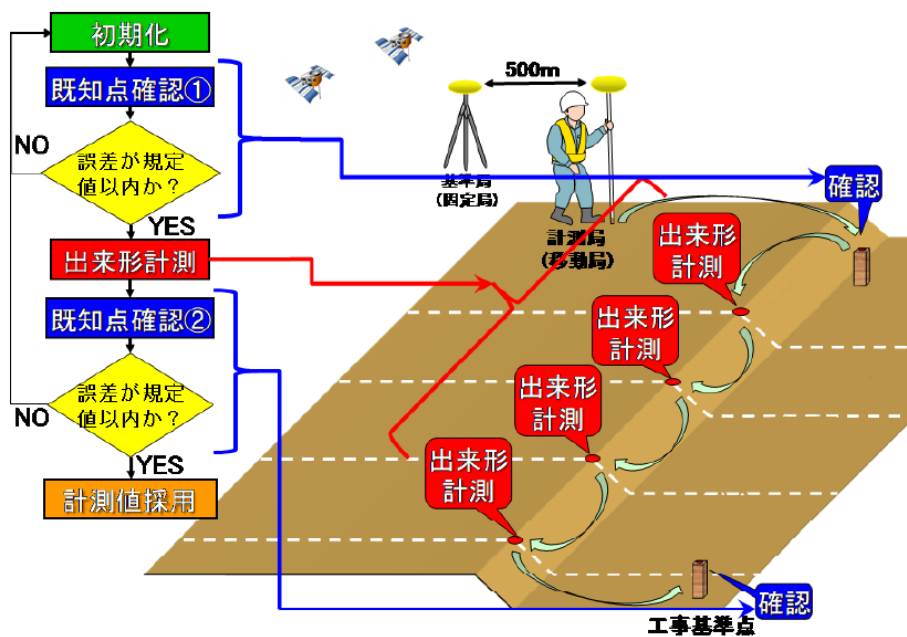 初期化
既知点確認①
NO
誤差が規定
値以内か？
YES
出来形計測
既知点確認②
NO
誤差が規定
値以内か？
YES
計測値採用
500m
基準局
(固定局)
計測局
(移動局)
確認
出来形
計測
出来形
計測
出来形
計測
出来形
計測
確認
工事基準点